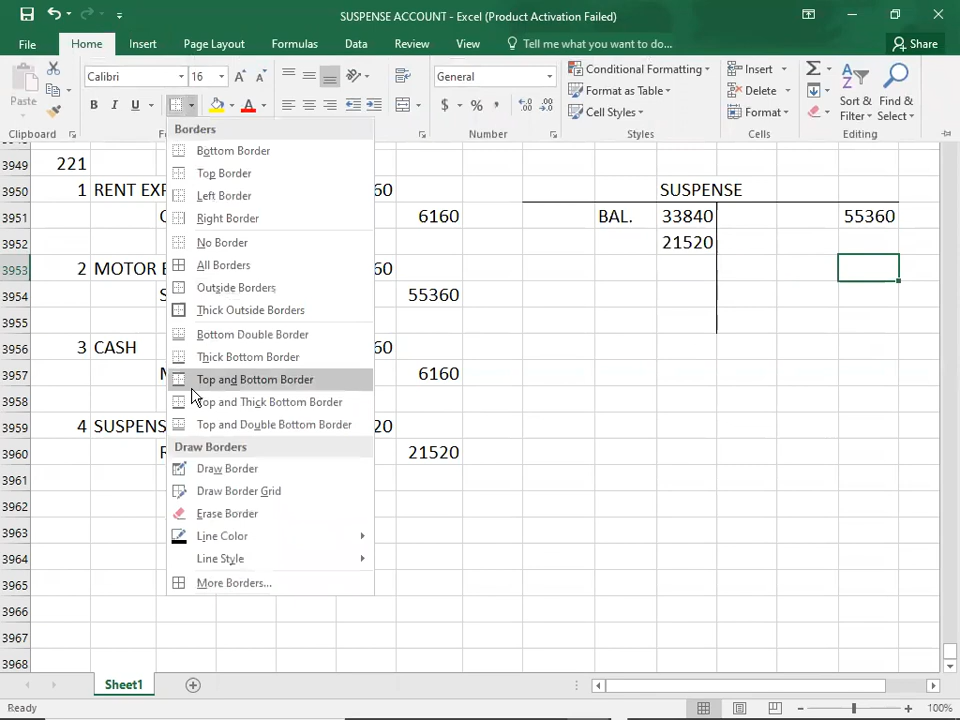 SUSPENSE ACCOUNT - Excel (Product Activation Failed)
File Home Insert Page Layout Formulas Data Review View Tell me what you want to do... Share
Calibri 16 General Conditional Formatting Insert
Paste Format as Table Delete Sort & Find &
B I U $ % Cell Styles Format Filter Select
Clipboard Number Styles Cells Editing
Borders
Bottom Border
Top Border
Left Border
Right Border
No Border
All Borders
Outside Borders
Thick Outside Borders
Bottom Double Border
Thick Bottom Border
Top and Bottom Border
Top and Thick Bottom Border
Top and Double Bottom Border
Draw Borders
Draw Border
Draw Border Grid
Erase Border
Line Color
Line Style
More Borders...
3949 221
3950 1 RENT EXP 60 SUSPENSE
3951 6160 BAL. 33840 55360
3952 21520
3953 2 MOTOR 60
3954 S 55360
3955
3956 3 CASH 60
3957 6160
3958
3959 4 SUSPENS 20
3960 21520
3961
3962
3963
3964
3965
3966
3967
3968
Sheet1
Ready 100%